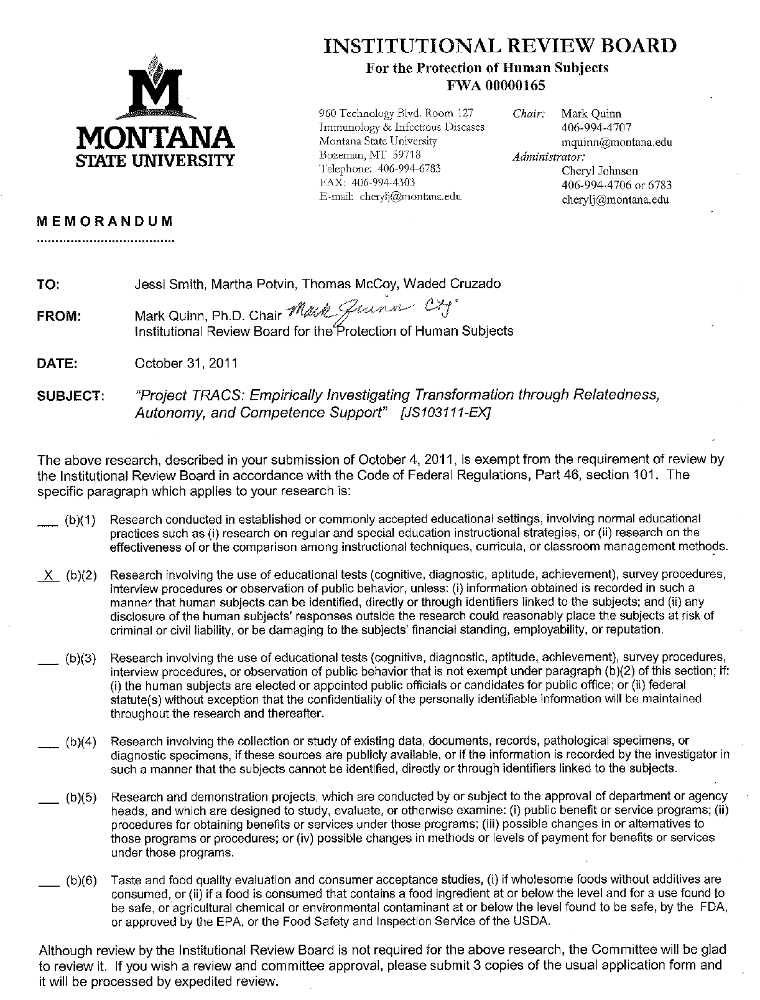 INSTITUTIONAL REVIEW BOARD
For the Protection of Human Subjects
FWA 00000165
MONTANA
STATE UNIVERSITY
960 Technology Blvd. Room 127
Immunology & Infectious Diseases
Montana State University
Bozeman, MT 59718
Telephone: 406-994-6783
FAX: 406-994-4303
E-mail: cherylj@montana.edu
Chair: Mark Quinn
406-994-4707
mquinn@montana.edu
Administrator:
Cheryl Johnson
406-994-4706 or 6783
cherylj@montana.edu
MEMORANDUM
TO: Jessi Smith, Martha Potvin, Thomas McCoy, Waded Cruzado
FROM: Mark Quinn, Ph.D. Chair Mark Quinn
Institutional Review Board for the Protection of Human Subjects
DATE: October 31, 2011
SUBJECT: "Project TRACS: Empirically Investigating Transformation through Relatedness,
Autonomy, and Competence Support" [JS103111-EX]
The above research, described in your submission of October 4, 2011, is exempt from the requirement of review by
the Institutional Review Board in accordance with the Code of Federal Regulations, Part 46, section 101. The
specific paragraph which applies to your research is:
___ (b)(1) Research conducted in established or commonly accepted educational settings, involving normal educational
practices such as (i) research on regular and special education instructional strategies, or (ii) research on the
effectiveness of or the comparison among instructional techniques, curricula, or classroom management methods.
_X_ (b)(2) Research involving the use of educational tests (cognitive, diagnostic, aptitude, achievement), survey procedures,
interview procedures or observation of public behavior, unless: (i) information obtained is recorded in such a
manner that human subjects can be identified, directly or through identifiers linked to the subjects; and (ii) any
disclosure of the human subjects' responses outside the research could reasonably place the subjects at risk of
criminal or civil liability, or be damaging to the subjects' financial standing, employability, or reputation.
___ (b)(3) Research involving the use of educational tests (cognitive, diagnostic, aptitude, achievement), survey procedures,
interview procedures, or observation of public behavior that is not exempt under paragraph (b)(2) of this section; if:
(i) the human subjects are elected or appointed public officials or candidates for public office; or (ii) federal
statute(s) without exception that the confidentiality of the personally identifiable information will be maintained
throughout the research and thereafter.
___ (b)(4) Research involving the collection or study of existing data, documents, records, pathological specimens, or
diagnostic specimens, if these sources are publicly available, or if the information is recorded by the investigator in
such a manner that the subjects cannot be identified, directly or through identifiers linked to the subjects.
___ (b)(5) Research and demonstration projects, which are conducted by or subject to the approval of department or agency
heads, and which are designed to study, evaluate, or otherwise examine: (i) public benefit or service programs; (ii)
procedures for obtaining benefits or services under those programs; (iii) possible changes in or alternatives to
those programs or procedures; or (iv) possible changes in methods or levels of payment for benefits or services
under those programs.
___ (b)(6) Taste and food quality evaluation and consumer acceptance studies, (i) if wholesome foods without additives are
consumed, or (ii) if a food is consumed that contains a food ingredient at or below the level and for a use found to
be safe, or agricultural chemical or environmental contaminant at or below the level found to be safe, by the FDA,
or approved by the EPA, or the Food Safety and Inspection Service of the USDA.
Although review by the Institutional Review Board is not required for the above research, the Committee will be glad
to review it. If you wish a review and committee approval, please submit 3 copies of the usual application form and
it will be processed by expedited review.